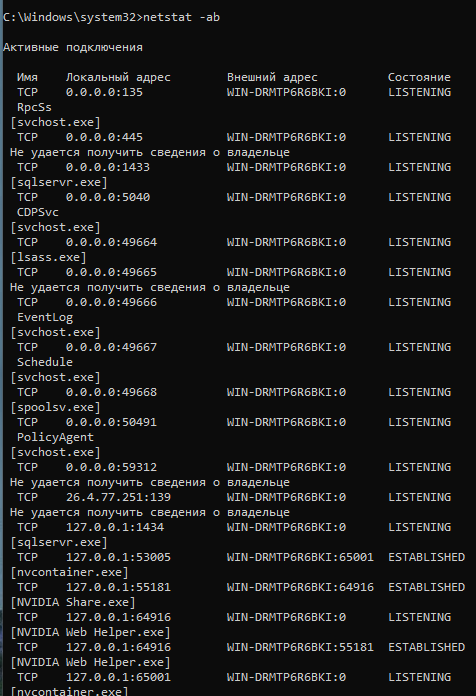 C:\Windows\system32>netstat -ab
Активные подключения
Имя Локальный адрес Внешний адрес Состояние
TCP 0.0.0.0:135 WIN-DRMTP6R6BKI:0 LISTENING
RpcSs
[svchost.exe]
TCP 0.0.0.0:445 WIN-DRMTP6R6BKI:0 LISTENING
Не удается получить сведения о владельце
TCP 0.0.0.0:1433 WIN-DRMTP6R6BKI:0 LISTENING
[sqlservr.exe]
TCP 0.0.0.0:5040 WIN-DRMTP6R6BKI:0 LISTENING
CDPSvc
[svchost.exe]
TCP 0.0.0.0:49664 WIN-DRMTP6R6BKI:0 LISTENING
[lsass.exe]
TCP 0.0.0.0:49665 WIN-DRMTP6R6BKI:0 LISTENING
Не удается получить сведения о владельце
TCP 0.0.0.0:49666 WIN-DRMTP6R6BKI:0 LISTENING
EventLog
[svchost.exe]
TCP 0.0.0.0:49667 WIN-DRMTP6R6BKI:0 LISTENING
Schedule
[svchost.exe]
TCP 0.0.0.0:49668 WIN-DRMTP6R6BKI:0 LISTENING
[spoolsv.exe]
TCP 0.0.0.0:50491 WIN-DRMTP6R6BKI:0 LISTENING
PolicyAgent
[svchost.exe]
TCP 0.0.0.0:59312 WIN-DRMTP6R6BKI:0 LISTENING
Не удается получить сведения о владельце
TCP 26.4.77.251:139 WIN-DRMTP6R6BKI:0 LISTENING
Не удается получить сведения о владельце
TCP 127.0.0.1:1434 WIN-DRMTP6R6BKI:0 LISTENING
[sqlservr.exe]
TCP 127.0.0.1:53005 WIN-DRMTP6R6BKI:65001 ESTABLISHED
[nvcontainer.exe]
TCP 127.0.0.1:55181 WIN-DRMTP6R6BKI:64916 ESTABLISHED
[NVIDIA Share.exe]
TCP 127.0.0.1:64916 WIN-DRMTP6R6BKI:0 LISTENING
[NVIDIA Web Helper.exe]
TCP 127.0.0.1:64916 WIN-DRMTP6R6BKI:55181 ESTABLISHED
[NVIDIA Web Helper.exe]
TCP 127.0.0.1:65001 WIN-DRMTP6R6BKI:0 LISTENING
[nvcontainer.exe]